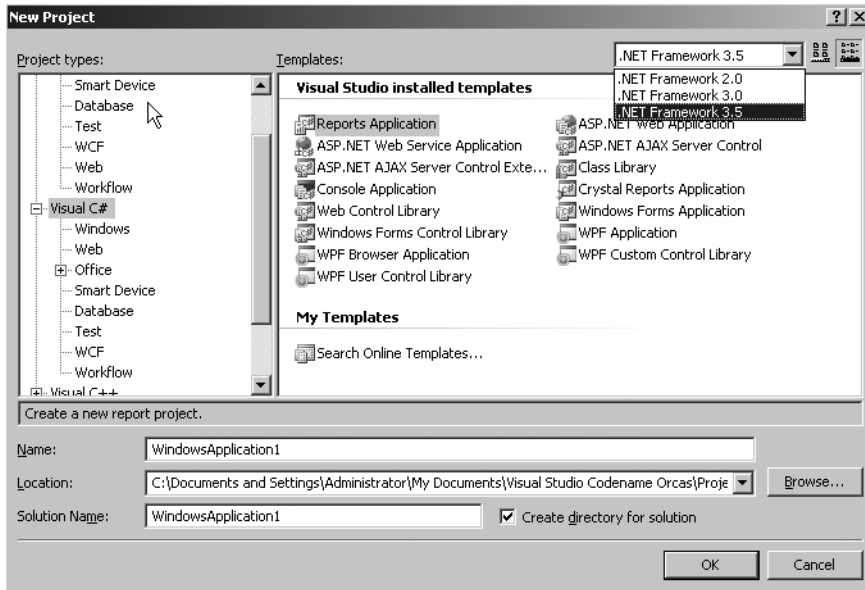 New Project
Project types:
Templates:
.NET Framework 3.5
.NET Framework 2.0
.NET Framework 3.0
.NET Framework 3.5
Smart Device
Database
Test
WCF
Web
Workflow
Visual C#
Windows
Web
Office
Smart Device
Database
Test
WCF
Workflow
Visual C++
Visual Studio installed templates
Reports Application
ASP.NET Web Application
ASP.NET Web Service Application
ASP.NET AJAX Server Control
ASP.NET AJAX Server Control Exte...
Class Library
Console Application
Crystal Reports Application
Web Control Library
Windows Forms Application
Windows Forms Control Library
WPF Application
WPF Browser Application
WPF Custom Control Library
WPF User Control Library
My Templates
Search Online Templates...
Create a new report project.
Name:
WindowsApplication1
Location:
C:\Documents and Settings\Administrator\My Documents\Visual Studio Codename Orcas\Proje
Browse...
Solution Name:
WindowsApplication1
Create directory for solution
OK
Cancel